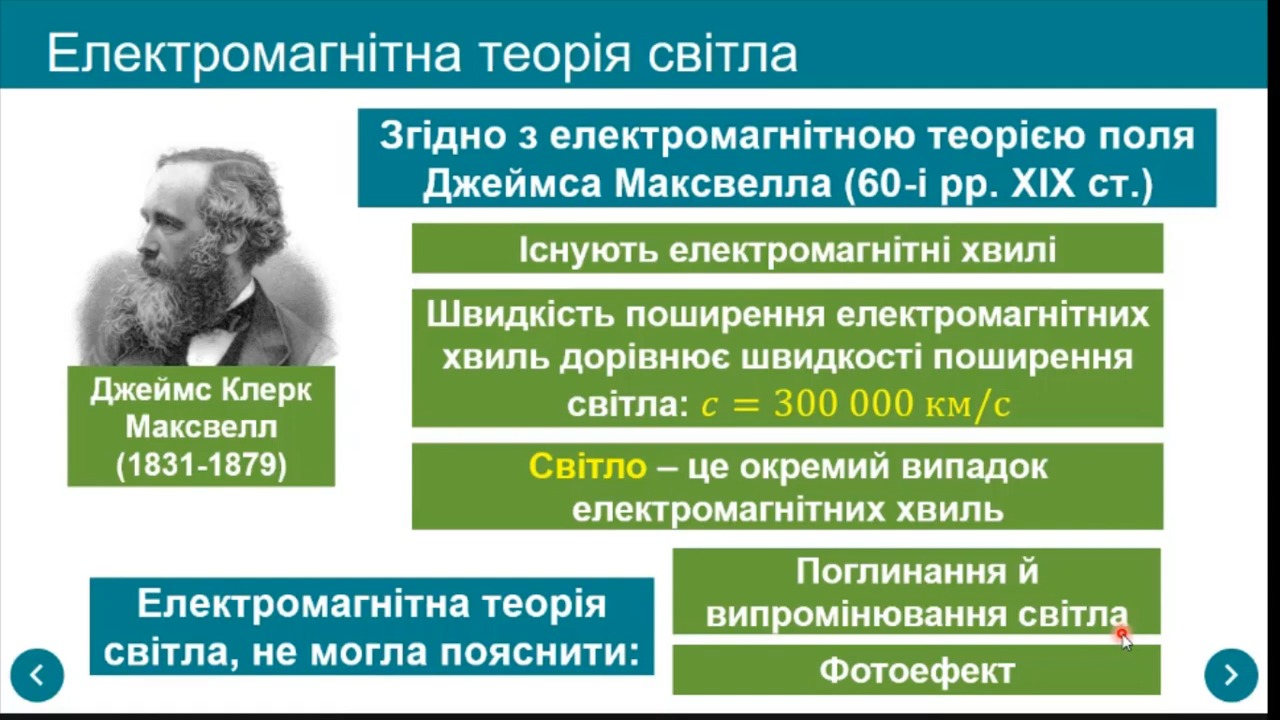 Електромагнітна теорія світла
Згідно з електромагнітною теорією поля
Джеймса Максвелла (60-і рр. XIX ст.)
Існують електромагнітні хвилі
Швидкість поширення електромагнітних
хвиль дорівнює швидкості поширення
світла: c = 300 000 км/с
Світло – це окремий випадок
електромагнітних хвиль
Джеймс Клерк
Максвелл
(1831-1879)
Електромагнітна теорія
світла, не могла пояснити:
Поглинання й
випромінювання світла
Фотоефект